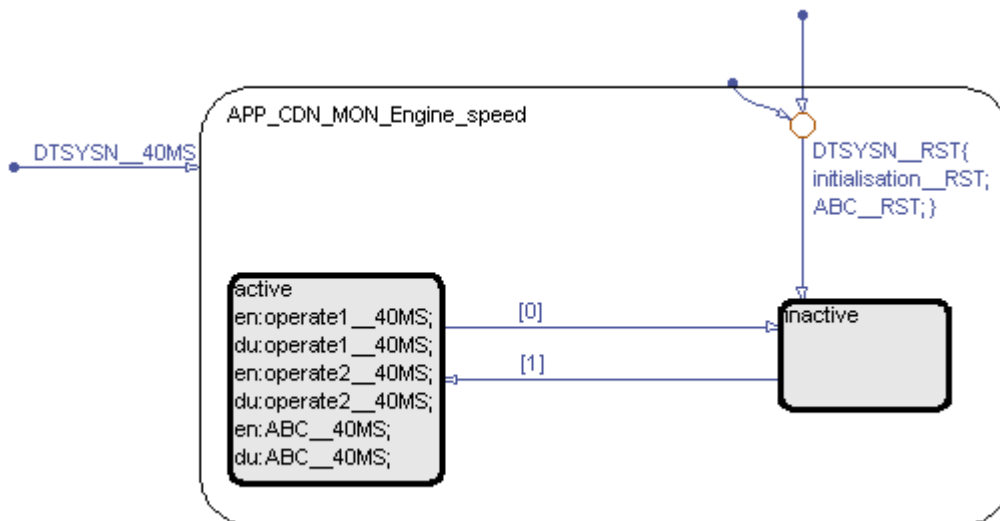 APP_CDN_MON_Engine_speed
DTSYSN__40MS
DTSYSN__RST{
initialisation__RST;
ABC__RST; }
active
en:operate1__40MS;
du:operate1__40MS;
en:operate2__40MS;
du:operate2__40MS;
en:ABC__40MS;
du:ABC__40MS;
[0]
[1]
inactive